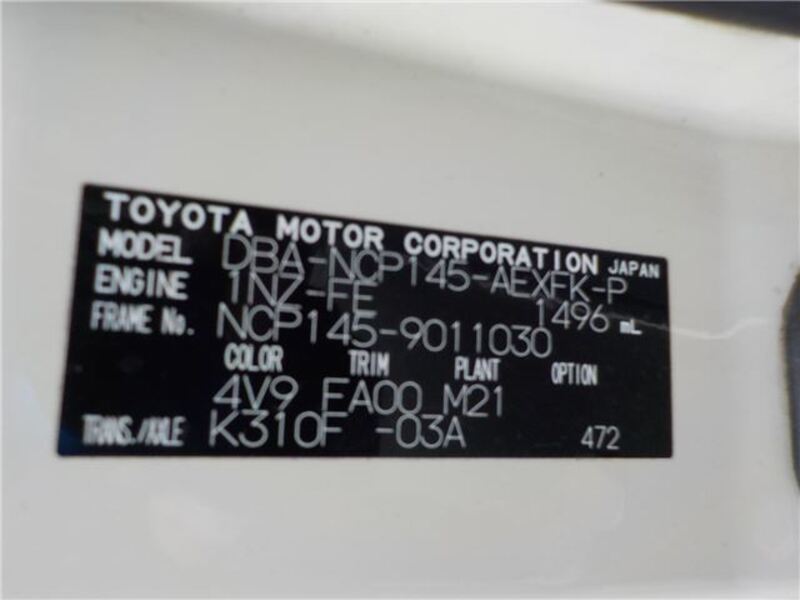 TOYOTA MOTOR CORPORATION JAPAN
MODEL DBA-NCP145-AEXFK-P
ENGINE 1NZ-FE 1496 mL
FRAME No. NCP145-9011030
COLOR TRIM PLANT OPTION
4V9 EA00 M21
TRANS./AXLE K310F -03A 472